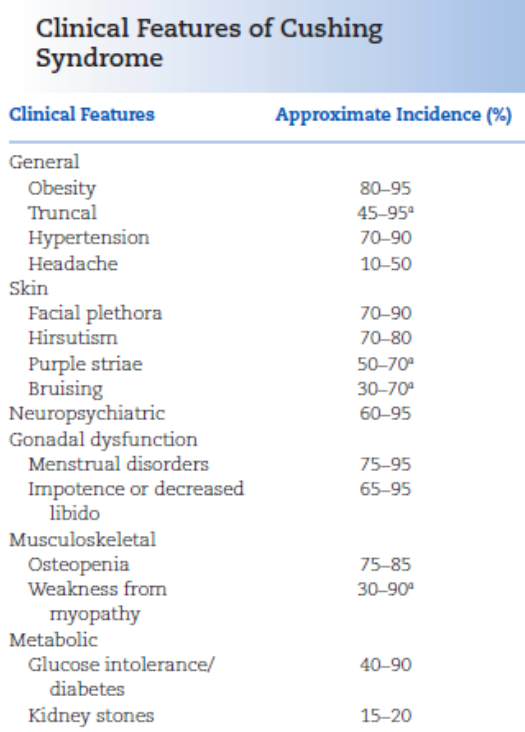 Clinical Features of Cushing
Syndrome
Clinical Features Approximate Incidence (%)
General
Obesity 80–95
Truncal 45–95ª
Hypertension 70–90
Headache 10–50
Skin
Facial plethora 70–90
Hirsutism 70–80
Purple striae 50–70ª
Bruising 30–70ª
Neuropsychiatric 60–95
Gonadal dysfunction
Menstrual disorders 75–95
Impotence or decreased 65–95
libido
Musculoskeletal
Osteopenia 75–85
Weakness from 30–90ª
myopathy
Metabolic
Glucose intolerance/ 40–90
diabetes
Kidney stones 15–20